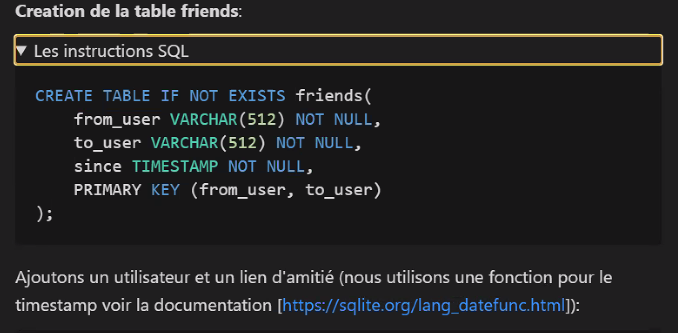 Creation de la table friends:
▼ Les instructions SQL
CREATE TABLE IF NOT EXISTS friends(
    from_user VARCHAR(512) NOT NULL,
    to_user VARCHAR(512) NOT NULL,
    since TIMESTAMP NOT NULL,
    PRIMARY KEY (from_user, to_user)
);
Ajoutons un utilisateur et un lien d'amitié (nous utilisons une fonction pour le
timestamp voir la documentation [https://sqlite.org/lang_datefunc.html]):